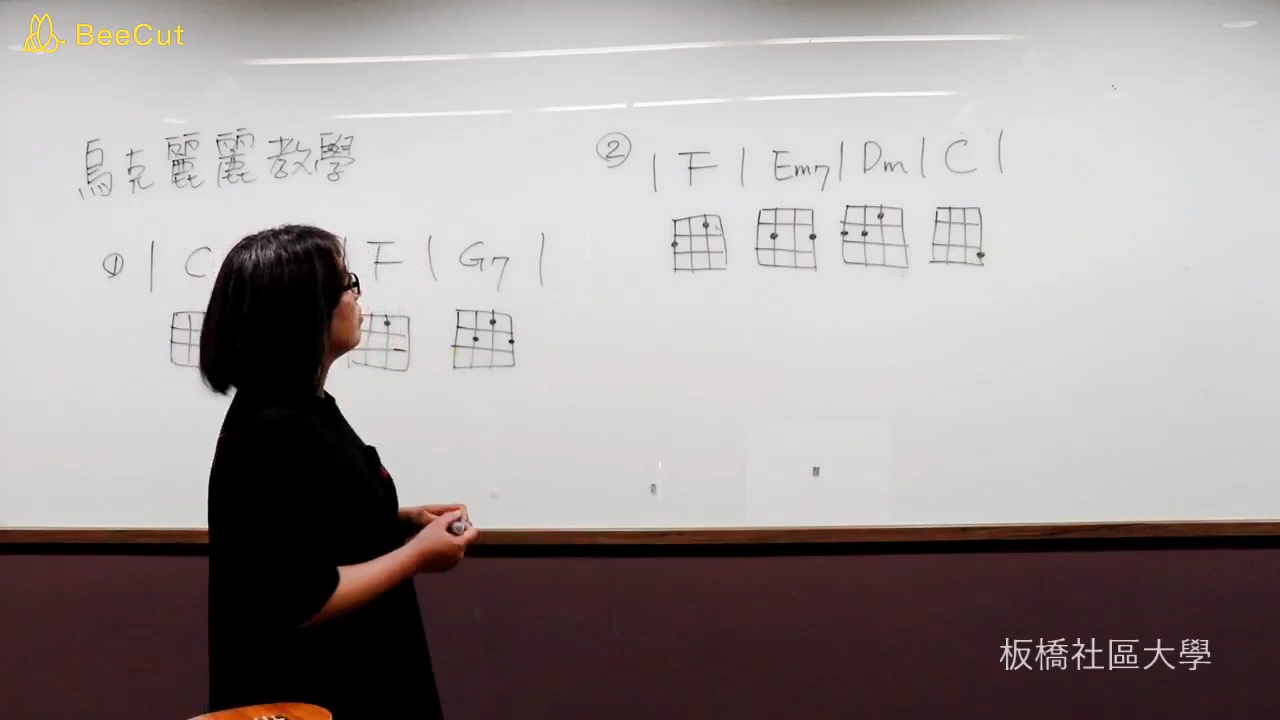 BeeCut
烏克麗麗教學
① | C | F | G7 |
② | F | Em7 | Dm | C |
板橋社區大學